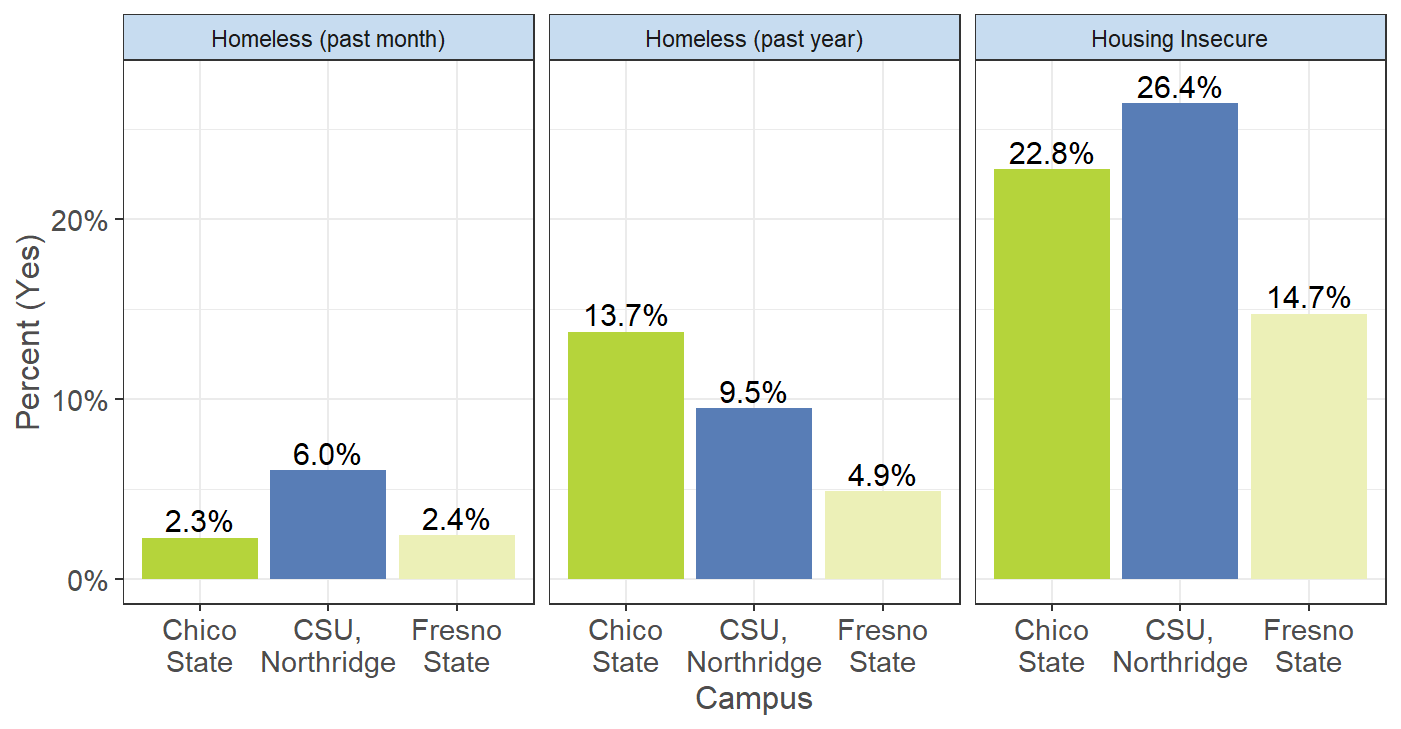 Homeless (past month)
Homeless (past year)
Housing Insecure
Percent (Yes)
20%
10%
0%
2.3%
6.0%
2.4%
13.7%
9.5%
4.9%
22.8%
26.4%
14.7%
Chico
State
CSU,
Northridge
Fresno
State
Chico
State
CSU,
Northridge
Fresno
State
Chico
State
CSU,
Northridge
Fresno
State
Campus